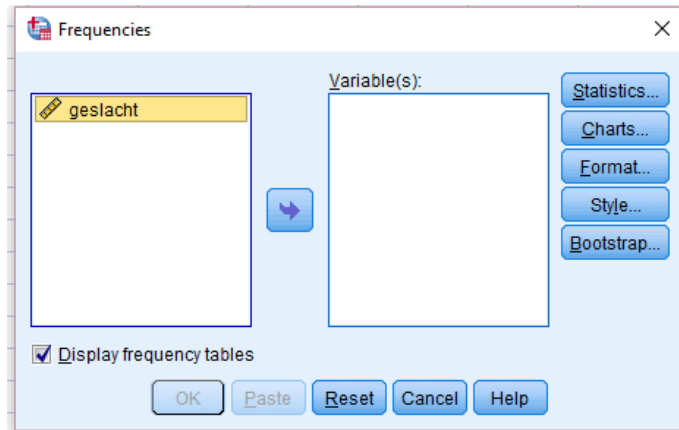 Frequencies
Variable(s):
geslacht
Statistics...
Charts...
Format...
Style...
Bootstrap...
Display frequency tables
OK Paste Reset Cancel Help